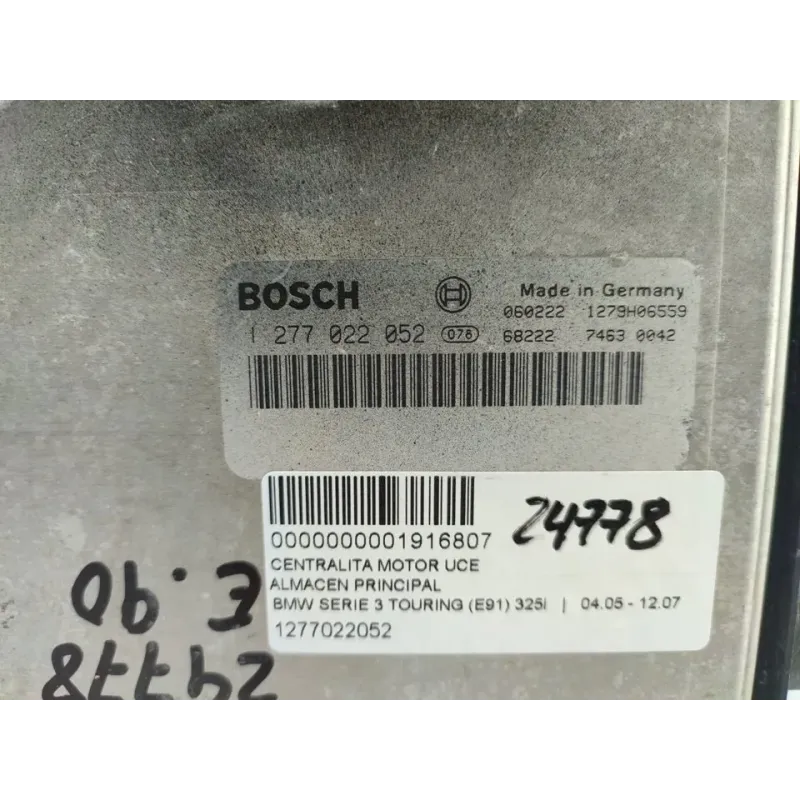 BOSCH Made in Germany
060222 1279H06559
1 277 022 052 076 68222 7463 0042
24778
0000000001916807
CENTRALITA MOTOR UCE
ALMACEN PRINCIPAL
BMW SERIE 3 TOURING (E91) 325I | 04.05 - 12.07
1277022052
E.90
24778